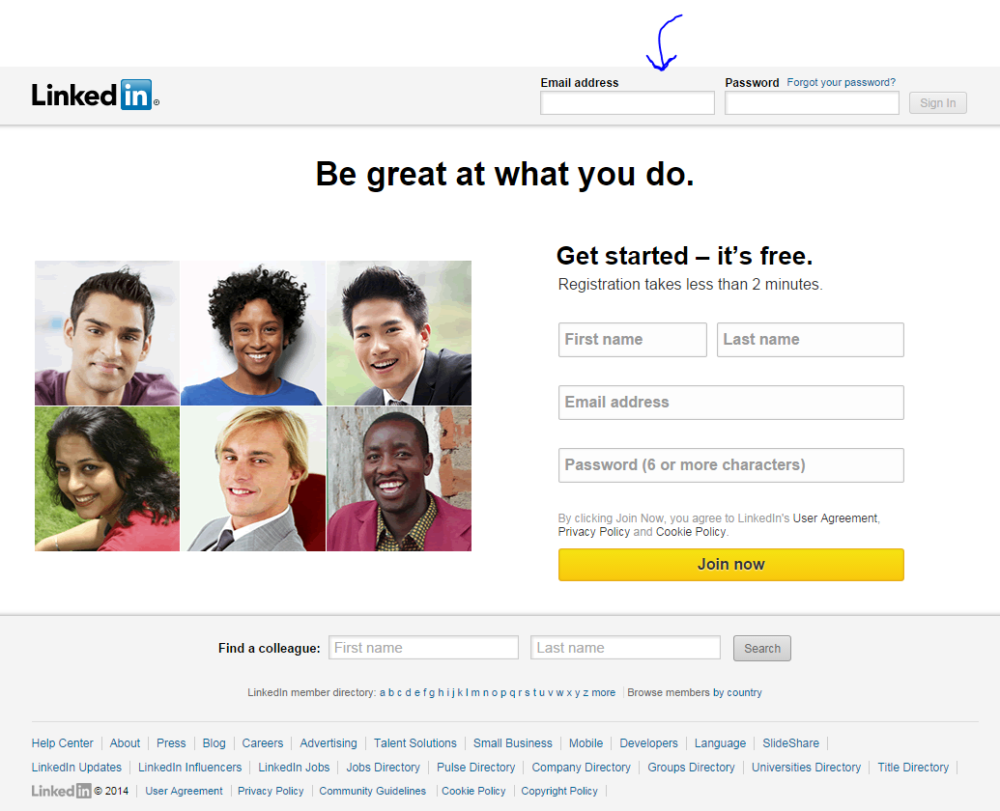 Linked in ®
Email address
Password Forgot your password?
Sign In
Be great at what you do.
Get started – it’s free.
Registration takes less than 2 minutes.
First name Last name
Email address
Password (6 or more characters)
By clicking Join Now, you agree to LinkedIn's User Agreement,
Privacy Policy and Cookie Policy.
Join now
Find a colleague: First name Last name Search
LinkedIn member directory: a b c d e f g h i j k l m n o p q r s t u v w x y z more Browse members by country
Help Center About Press Blog Careers Advertising Talent Solutions Small Business Mobile Developers Language SlideShare
LinkedIn Updates LinkedIn Influencers LinkedIn Jobs Jobs Directory Pulse Directory Company Directory Groups Directory Universities Directory Title Directory
Linked in © 2014 User Agreement Privacy Policy Community Guidelines Cookie Policy Copyright Policy